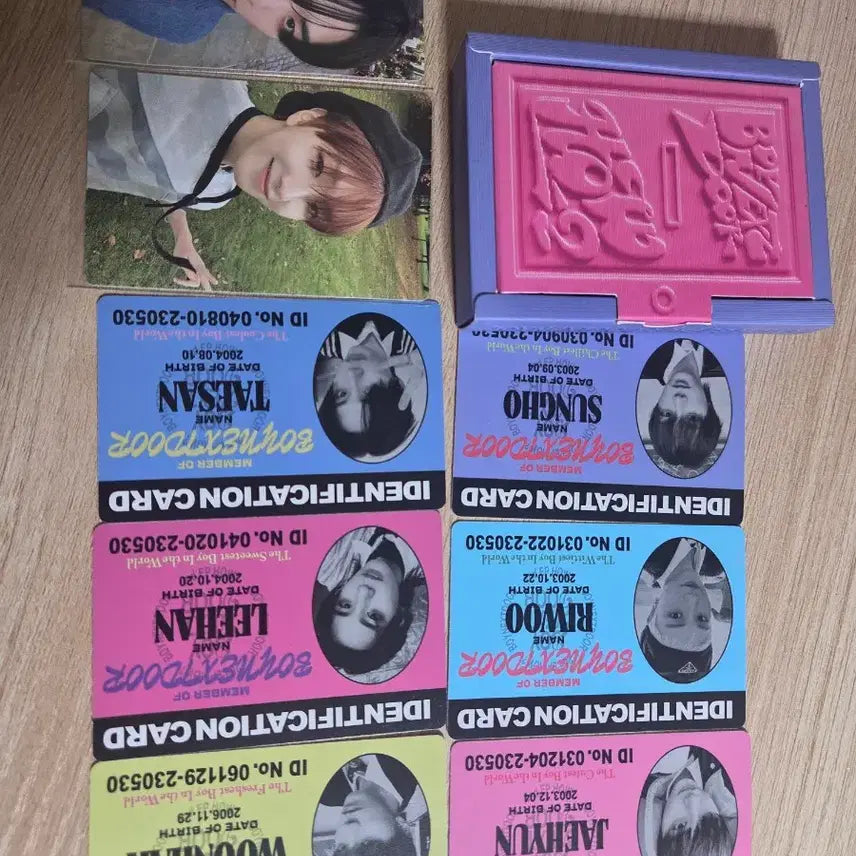 IDENTIFICATION CARD
MEMBER OF
BOYNEXTDOOR
NAME
TAESAN
DATE OF BIRTH
2004.08.10
The Coolest Boy In the World
ID No. 040810-230530
IDENTIFICATION CARD
MEMBER OF
BOYNEXTDOOR
NAME
SUNGHO
DATE OF BIRTH
2003.09.04
The Chillest Boy In the World
ID No. 030904-230530
IDENTIFICATION CARD
MEMBER OF
BOYNEXTDOOR
NAME
LEEHAN
DATE OF BIRTH
2004.10.20
The Sweetest Boy In the World
ID No. 041020-230530
IDENTIFICATION CARD
MEMBER OF
BOYNEXTDOOR
NAME
RIWOO
DATE OF BIRTH
2003.10.22
The Wittiest Boy In the World
ID No. 031022-230530
DATE OF BIRTH
2006.11.29
The Freshest Boy In the World
ID No. 061129-230530
JAEHYUN
DATE OF BIRTH
2003.12.04
The Cutest Boy In the World
ID No. 031204-230530